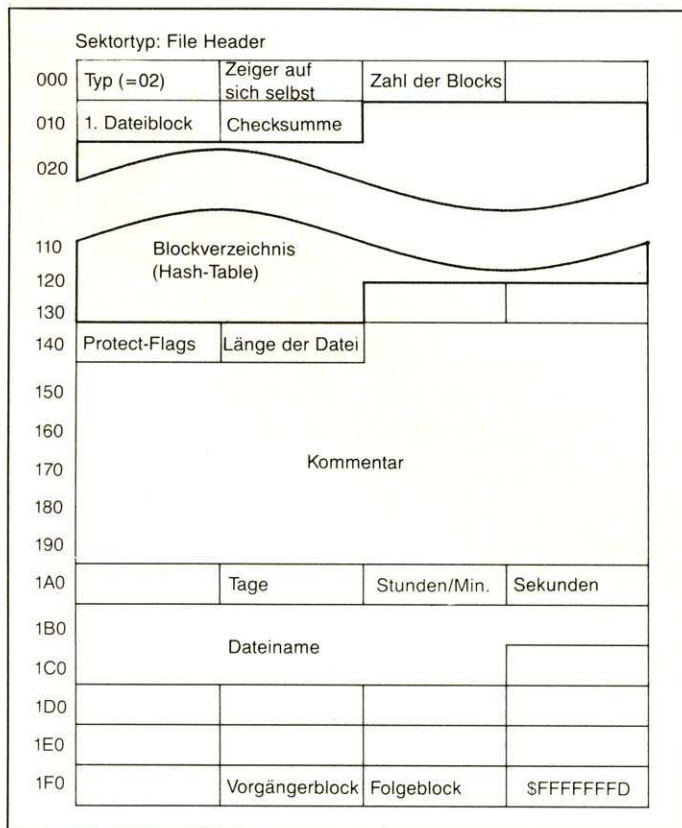 Sektortyp: File Header
000 Typ (=02) Zeiger auf sich selbst Zahl der Blocks
010 1. Dateiblock Checksumme
020
110 Blockverzeichnis
120 (Hash-Table)
130
140 Protect-Flags Länge der Datei
150
160
170 Kommentar
180
190
1A0 Tage Stunden/Min. Sekunden
1B0
Dateiname
1C0
1D0
1E0
1F0 Vorgängerblock Folgeblock $FFFFFFFD